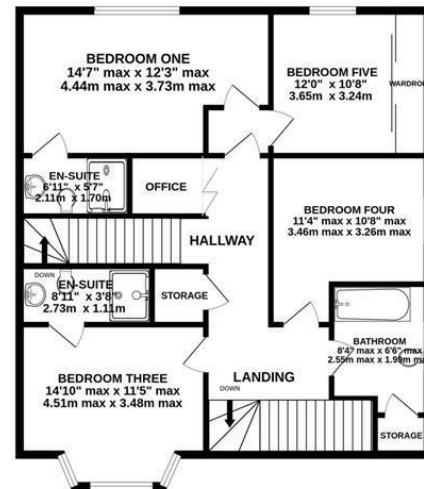 BEDROOM ONE
14'7" max x 12'3" max
4.44m max x 3.73m max
BEDROOM FIVE
12'0" x 10'8"
3.65m x 3.24m
EN-SUITE
6'11" x 5'7"
2.11m x 1.70m
OFFICE
BEDROOM FOUR
11'4" max x 10'8" max
3.46m max x 3.26m max
HALLWAY
DOWN
EN-SUITE
8'11" x 3'8"
2.73m x 1.11m
STORAGE
BATHROOM
8'4" max x 6'6" max
2.55m max x 1.99m
BEDROOM THREE
14'10" max x 11'5" max
4.51m max x 3.48m max
LANDING
DOWN
STORAGE